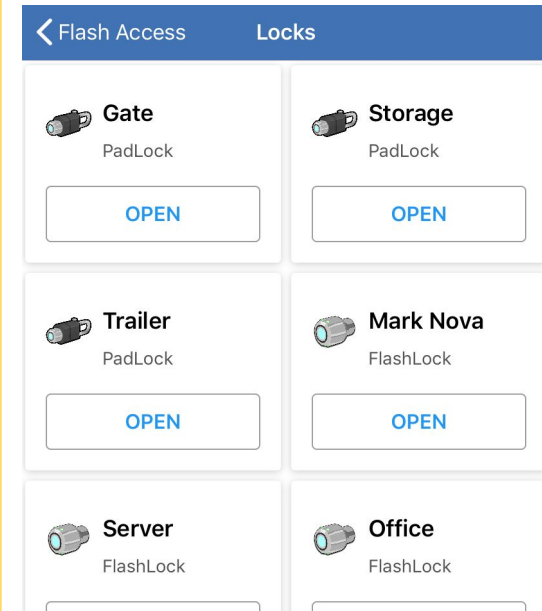 Flash Access Locks
Gate
PadLock
OPEN
Storage
PadLock
OPEN
Trailer
PadLock
OPEN
Mark Nova
FlashLock
OPEN
Server
FlashLock
Office
FlashLock